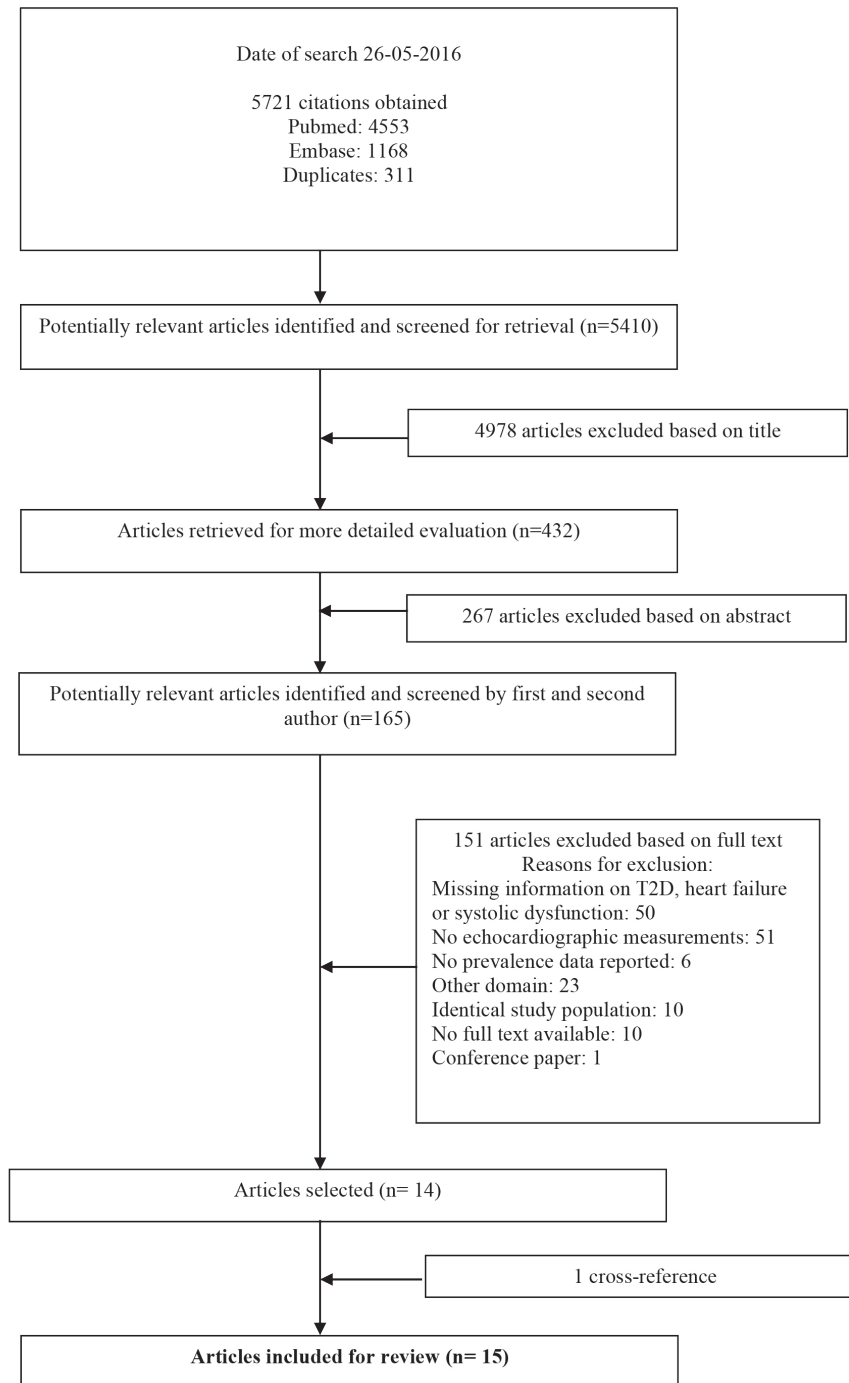 Date of search 26-05-2016
5721 citations obtained
Pubmed: 4553
Embase: 1168
Duplicates: 311
Potentially relevant articles identified and screened for retrieval (n=5410)
4978 articles excluded based on title
Articles retrieved for more detailed evaluation (n=432)
267 articles excluded based on abstract
Potentially relevant articles identified and screened by first and second
author (n=165)
151 articles excluded based on full text
Reasons for exclusion:
Missing information on T2D, heart failure
or systolic dysfunction: 50
No echocardiographic measurements: 51
No prevalence data reported: 6
Other domain: 23
Identical study population: 10
No full text available: 10
Conference paper: 1
Articles selected (n= 14)
1 cross-reference
Articles included for review (n= 15)